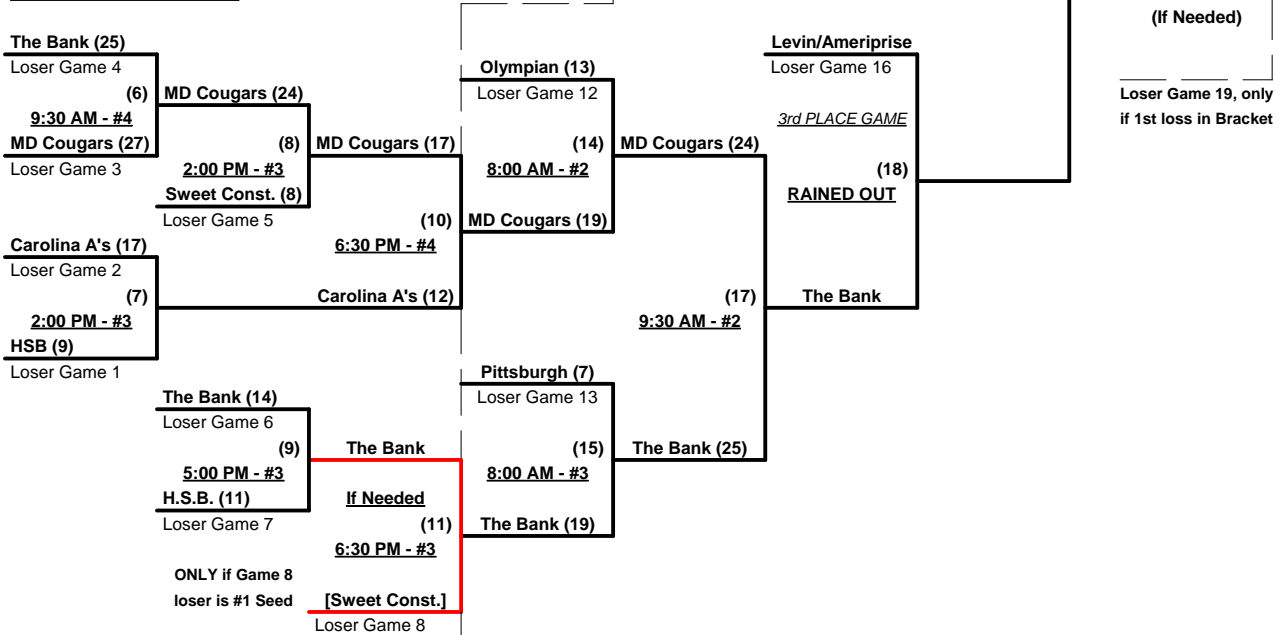 (If Needed)
The Bank (25)
Levin/Ameriprise
Loser Game 4
Olympian (13)
Loser Game 16
(6)
MD Cougars (24)
Loser Game 12
Loser Game 19, only
9:30 AM - #4
3rd PLACE GAME
if 1st loss in Bracket
MD Cougars (27)
(8)
MD Cougars (17)
(14)
MD Cougars (24)
Loser Game 3
2:00 PM - #3
8:00 AM - #2
(18)
Sweet Const. (8)
RAINED OUT
Loser Game 5
(10)
MD Cougars (19)
Carolina A's (17)
6:30 PM - #4
Loser Game 2
(7)
Carolina A's (12)
(17)
The Bank
2:00 PM - #3
9:30 AM - #2
HSB (9)
Loser Game 1
Pittsburgh (7)
The Bank (14)
Loser Game 13
Loser Game 6
(9)
The Bank
(15)
The Bank (25)
5:00 PM - #3
8:00 AM - #3
H.S.B. (11)
If Needed
Loser Game 7
(11)
The Bank (19)
6:30 PM - #3
ONLY if Game 8
loser is #1 Seed
[Sweet Const.]
Loser Game 8